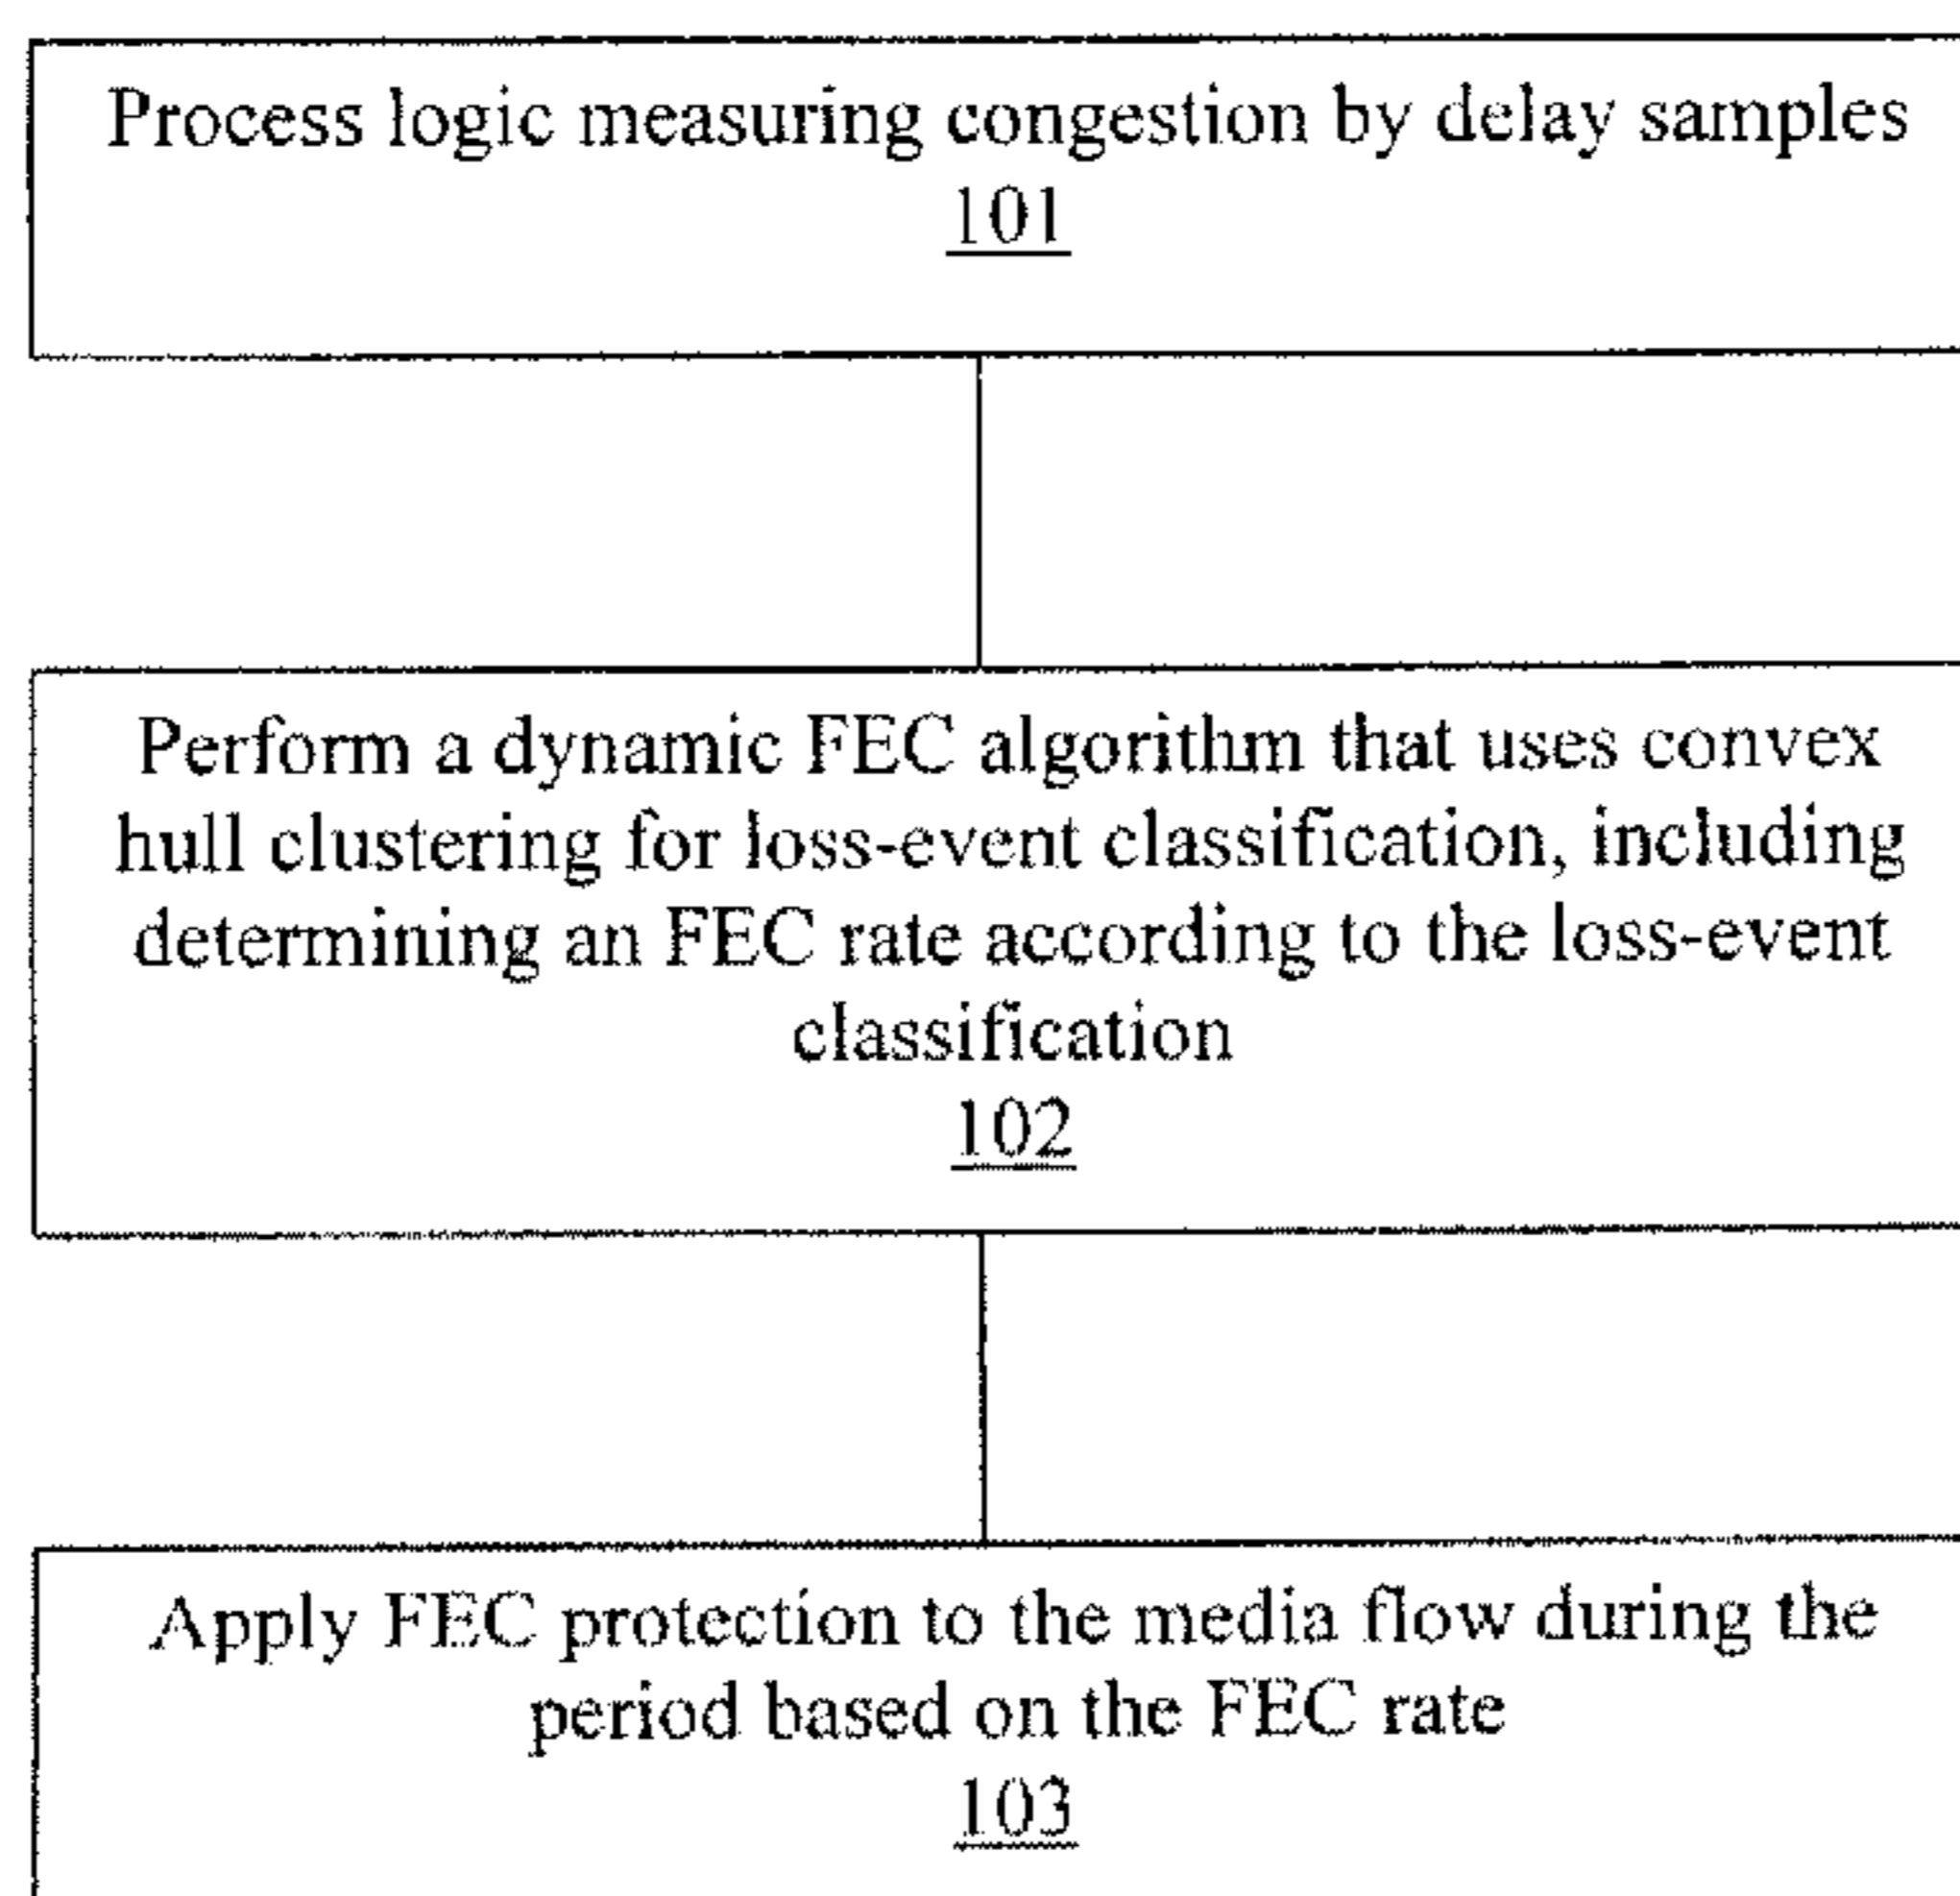 Process logic measuring congestion by delay samples
101
Perform a dynamic FEC algorithm that uses convex
hull clustering for loss-event classification, including
determining an FEC rate according to the loss-event
classification
102
Apply FEC protection to the media flow during the
period based on the FEC rate
103